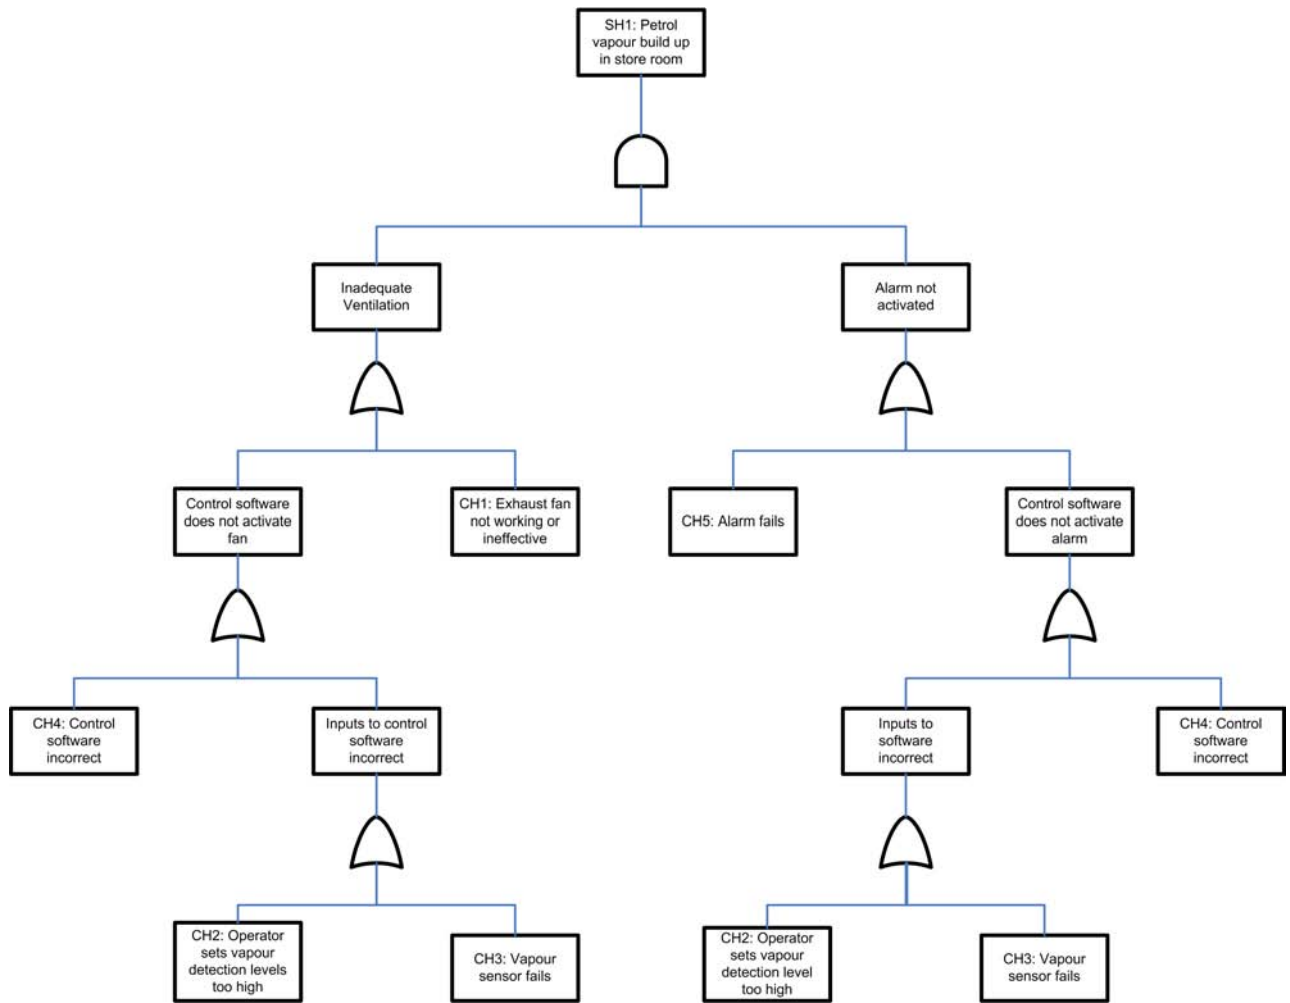 SH1: Petrol
vapour build up
in store room
Inadequate
Ventilation
Alarm not
activated
Control software
does not activate
fan
CH1: Exhaust fan
not working or
ineffective
CH5: Alarm fails
Control software
does not activate
alarm
CH4: Control
software
incorrect
Inputs to control
software
incorrect
Inputs to
software
incorrect
CH4: Control
software
incorrect
CH2: Operator
sets vapour
detection levels
too high
CH3: Vapour
sensor fails
CH2: Operator
sets vapour
detection level
too high
CH3: Vapour
sensor fails